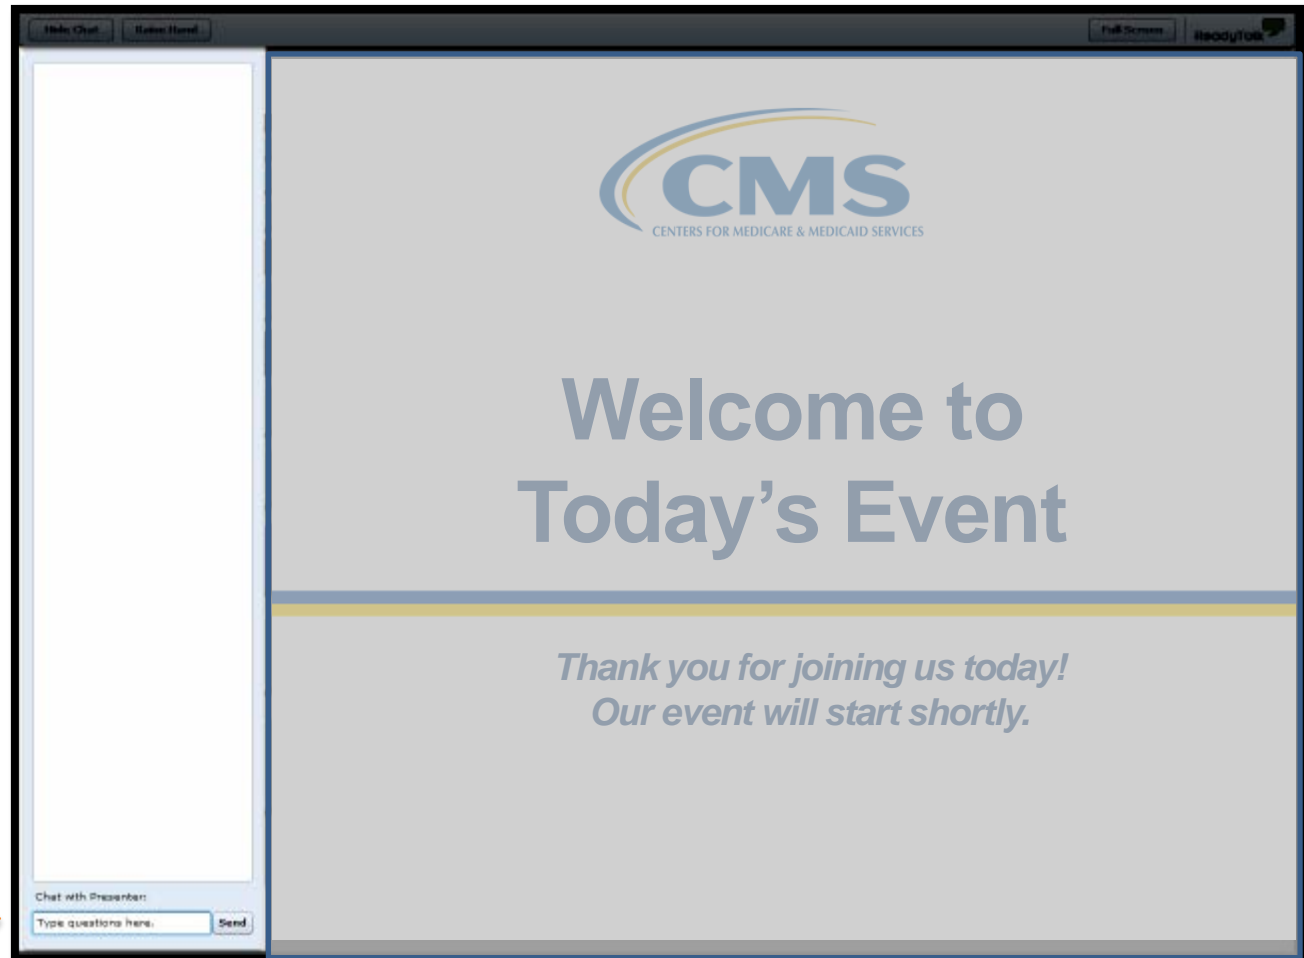 Hide Chat Raise Hand Full Screen ReadyTalk
CMS
CENTERS FOR MEDICARE & MEDICAID SERVICES
Welcome to
Today’s Event
Thank you for joining us today!
Our event will start shortly.
Chat with Presenter:
Type questions here. Send